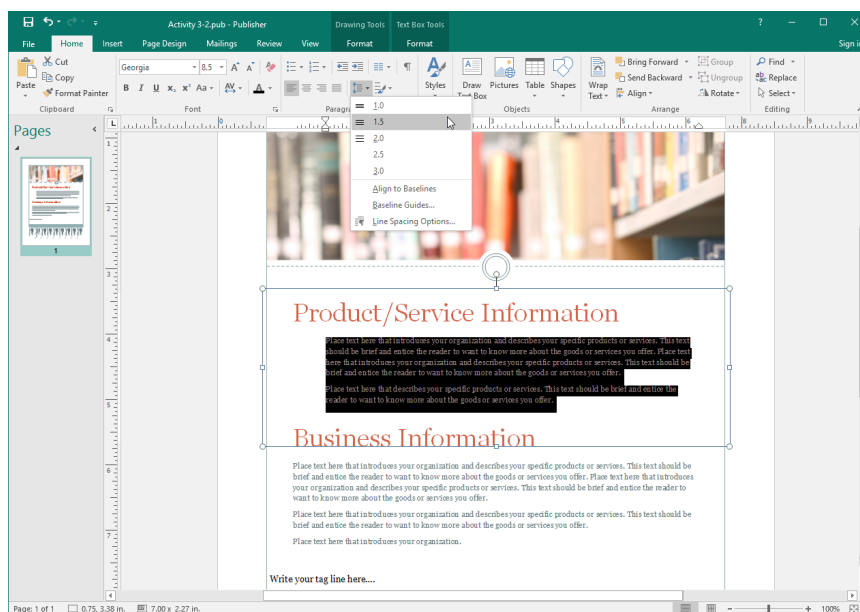 Activity 3-2.pub - Publisher
Drawing Tools Text Box Tools
?
File Home Insert Page Design Mailings Review View Format Format
Paste
Cut
Copy
Format Painter
Clipboard
Georgia 8.5
B I U x₂ x² Aa AV A
Font
Styles
Draw
Text Box
Pictures Table Shapes
Objects
Wrap
Text
Bring Forward
Send Backward
Align
Group
Ungroup
Rotate
Arrange
Find
Replace
Select
Editing
1.0
1.5
2.0
2.5
3.0
Align to Baselines
Baseline Guides...
Line Spacing Options...
Pages
1
Product/Service Information
Place text here that introduces your organization and describes your specific products or services. This text
should be brief and entice the reader to want to know more about the goods or services you offer. Place text
here that introduces your organization and describes your specific products or services. This text should be
brief and entice the reader to want to know more about the goods or services you offer.
Place text here that describes your specific products or services. This text should be brief and entice the
reader to want to know more about the goods or services you offer.
Business Information
Place text here that introduces your organization and describes your specific products or services. This text should be
brief and entice the reader to want to know more about the goods or services you offer. Place text here that introduces
your organization and describes your specific products or services. This text should be brief and entice the reader to
want to know more about the goods or services you offer.
Place text here that introduces your organization and describes your specific products or services. This text should be
brief and entice the reader to want to know more about the goods or services you offer.
Place text here that introduces your organization.
Write your tag line here....
Page: 1 of 1 0.75, 3.38 in. 7.00 x 2.27 in. 100%